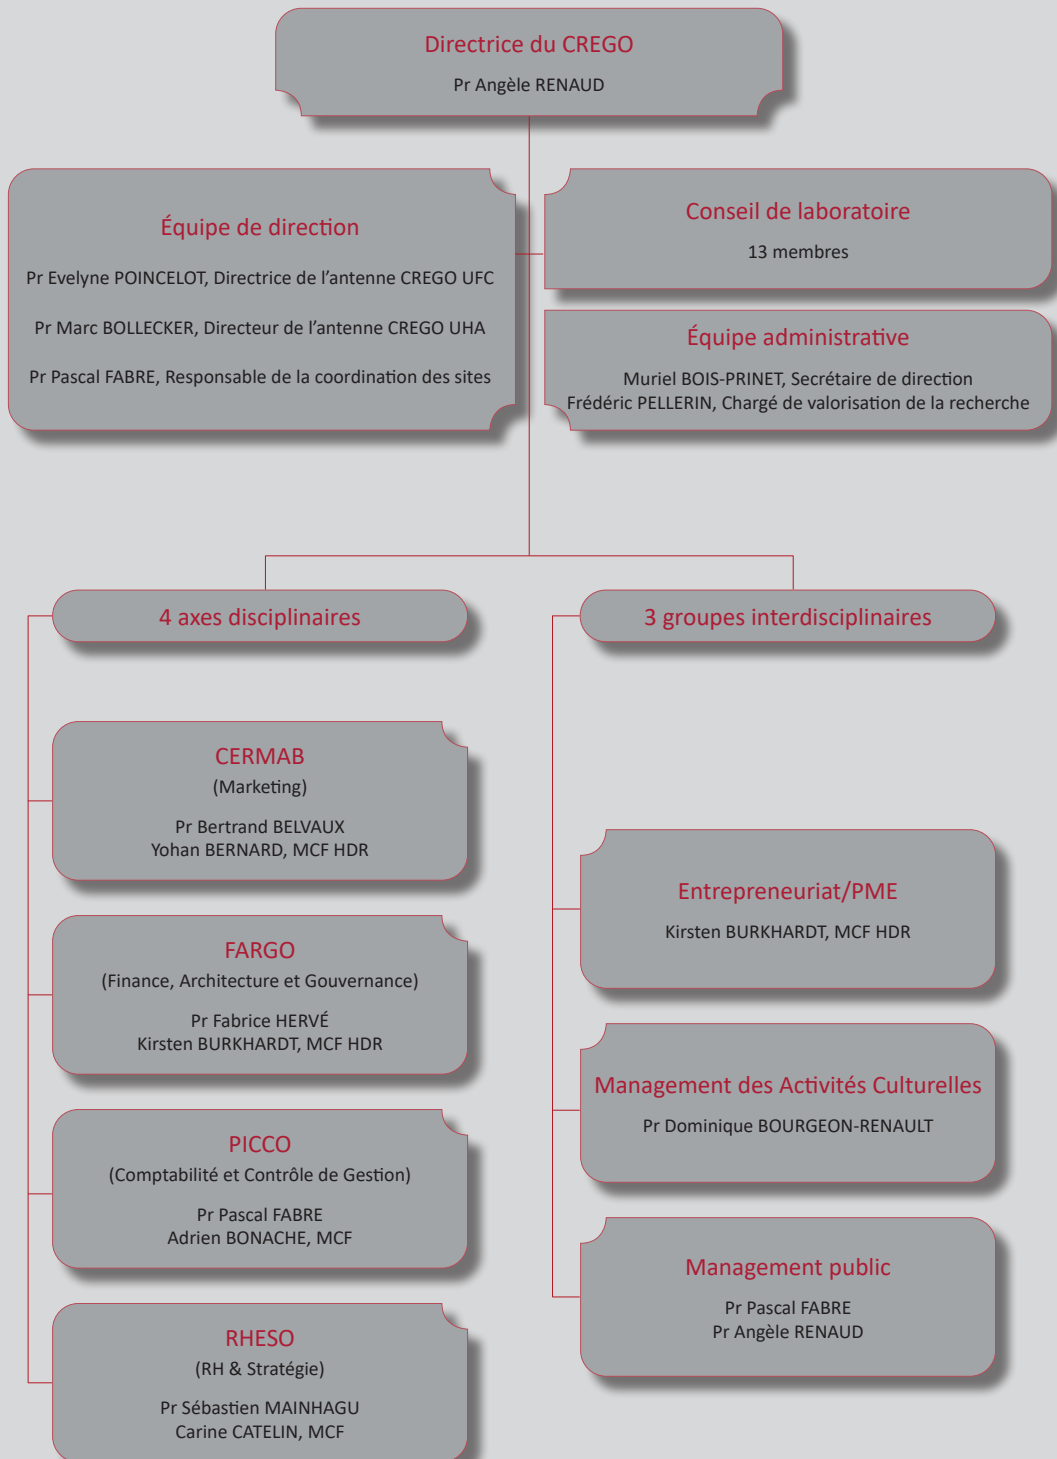 Directrice du CREGO
Pr Angèle RENAUD
Équipe de direction
Pr Evelyne POINCELOT, Directrice de l’antenne CREGO UFC
Pr Marc BOLLECKER, Directeur de l’antenne CREGO UHA
Pr Pascal FABRE, Responsable de la coordination des sites
Conseil de laboratoire
13 membres
Équipe administrative
Muriel BOIS-PRINET, Secrétaire de direction
Frédéric PELLERIN, Chargé de valorisation de la recherche
4 axes disciplinaires
CERMAB
(Marketing)
Pr Bertrand BELVAUX
Yohan BERNARD, MCF HDR
FARGO
(Finance, Architecture et Gouvernance)
Pr Fabrice HERVÉ
Kirsten BURKHARDT, MCF HDR
PICCO
(Comptabilité et Contrôle de Gestion)
Pr Pascal FABRE
Adrien BONACHE, MCF
RHESO
(RH & Stratégie)
Pr Sébastien MAINHAGU
Carine CATELIN, MCF
3 groupes interdisciplinaires
Entrepreneuriat/PME
Kirsten BURKHARDT, MCF HDR
Management des Activités Culturelles
Pr Dominique BOURGEON-RENAULT
Management public
Pr Pascal FABRE
Pr Angèle RENAUD